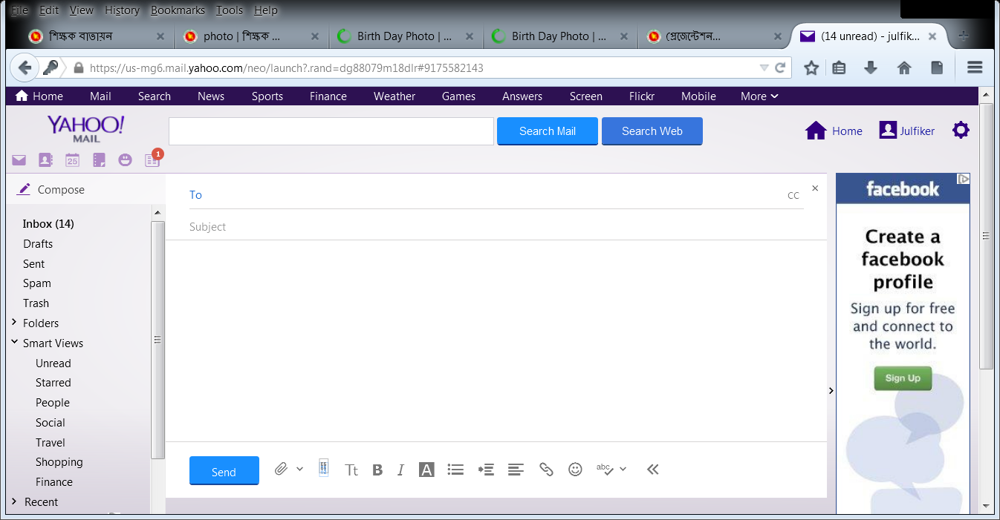 File Edit View History Bookmarks Tools Help
শিক্ষক বাতায়ন
photo | শিক্ষক ...
Birth Day Photo | ...
Birth Day Photo | ...
(প্রেজেন্টেশন...
(14 unread) - julfik...
https://us-mg6.mail.yahoo.com/neo/launch?.rand=dg88079m18dlr#9175582143
Home Mail Search News Sports Finance Weather Games Answers Screen Flickr Mobile More
YAHOO!
MAIL
Search Mail
Search Web
Home
Julfiker
25
1
Compose
Inbox (14)
Drafts
Sent
Spam
Trash
Folders
Smart Views
Unread
Starred
People
Social
Travel
Shopping
Finance
Recent
To
CC
Subject
Send
Tt B I A
abc
facebook
Create a
facebook
profile
Sign up for free
and connect to
the world.
Sign Up